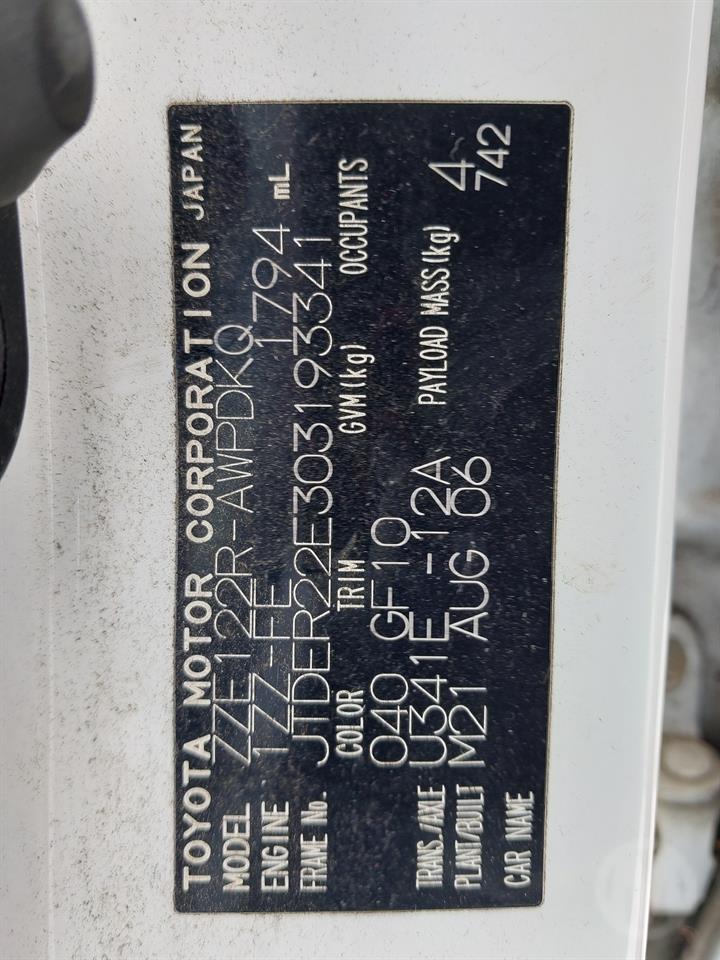 TOYOTA MOTOR CORPORATION JAPAN
MODEL ZZE122R-AWPDKQ
ENGINE 1ZZ-FE 1794 mL
FRAME No. JTDER22E303193341
COLOR TRIM GVM(kg) OCCUPANTS
040 GF10 4
TRANS./AXLE U341E -12A PAYLOAD MASS(kg)
PLANT/BUILT M21 AUG 06 742
CAR NAME